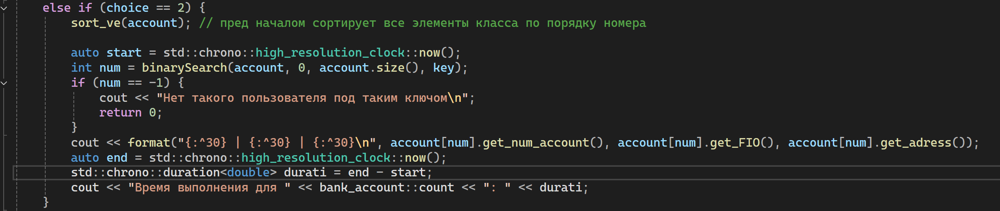 else if (choice == 2) {
sort_ve(account); // пред началом сортирует все элементы класса по порядку номера
auto start = std::chrono::high_resolution_clock::now();
int num = binarySearch(account, 0, account.size(), key);
if (num == -1) {
cout << "Нет такого пользователя под таким ключом\n";
return 0;
}
cout << format("{:^30} | {:^30} | {:^30}\n", account[num].get_num_account(), account[num].get_FIO(), account[num].get_adress());
auto end = std::chrono::high_resolution_clock::now();
std::chrono::duration<double> durati = end - start;
cout << "Время выполнения для " << bank_account::count << ": " << durati;
}